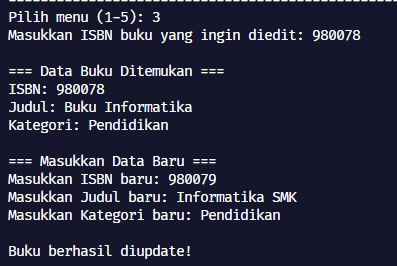 Pilih menu (1-5): 3
Masukkan ISBN buku yang ingin diedit: 980078
=== Data Buku Ditemukan ===
ISBN: 980078
Judul: Buku Informatika
Kategori: Pendidikan
=== Masukkan Data Baru ===
Masukkan ISBN baru: 980079
Masukkan Judul baru: Informatika SMK
Masukkan Kategori baru: Pendidikan
Buku berhasil diupdate!